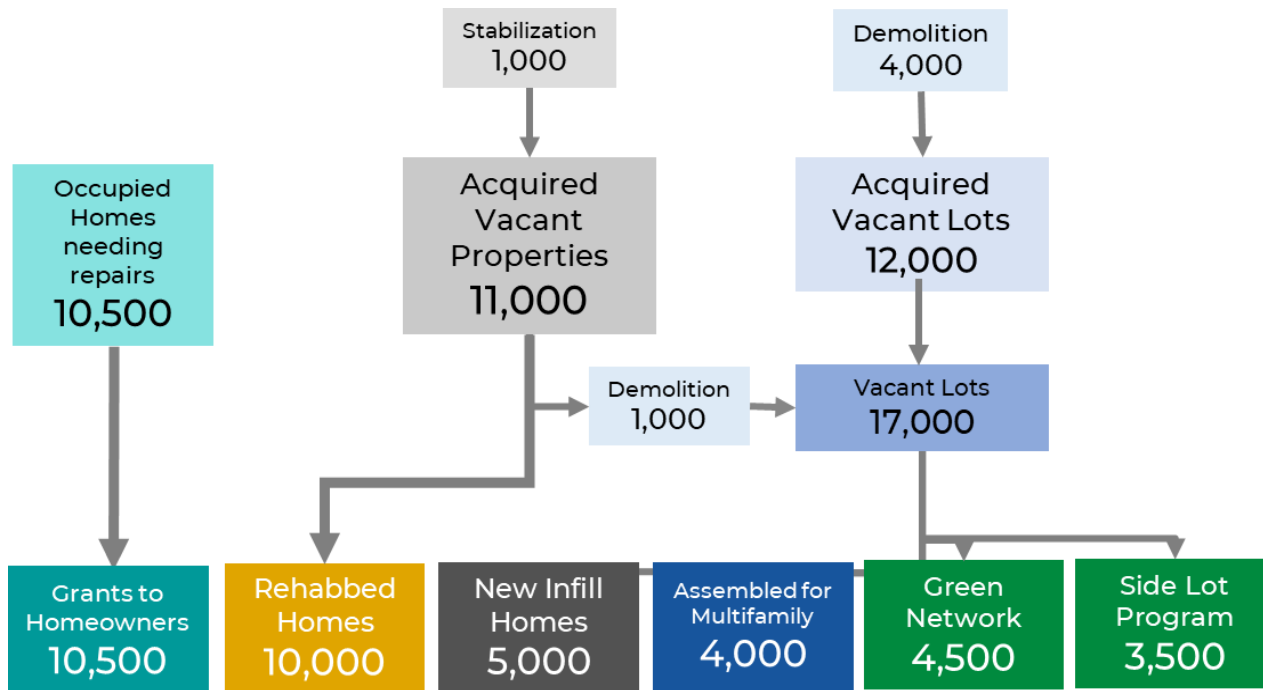 Stabilization
1,000
Demolition
4,000
Occupied
Homes
needing
repairs
10,500
Acquired
Vacant
Properties
11,000
Acquired
Vacant Lots
12,000
Demolition
1,000
Vacant Lots
17,000
Grants to
Homeowners
10,500
Rehabbed
Homes
10,000
New Infill
Homes
5,000
Assembled for
Multifamily
4,000
Green
Network
4,500
Side Lot
Program
3,500